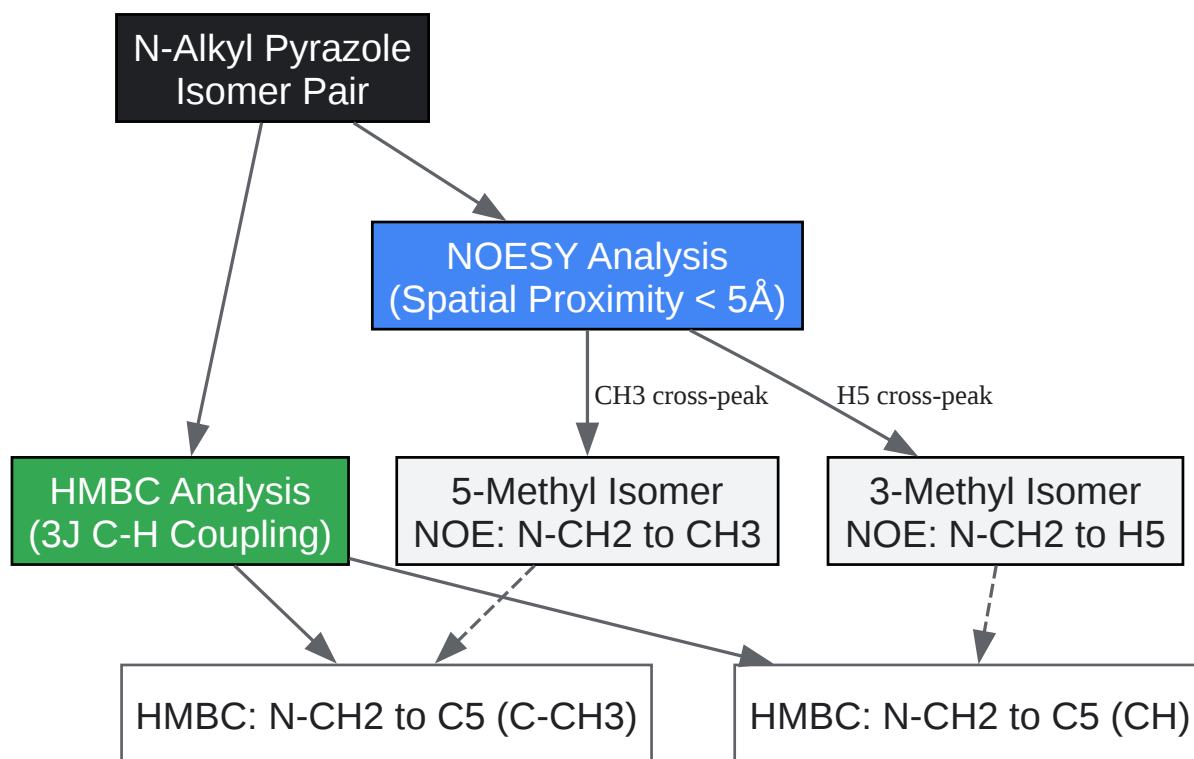 N-Alkyl Pyrazole
Isomer Pair
NOESY Analysis
(Spatial Proximity < 5Å)
CH3 cross-peak
H5 cross-peak
HMBC Analysis
(3J C-H Coupling)
5-Methyl Isomer
NOE: N-CH2 to CH3
3-Methyl Isomer
NOE: N-CH2 to H5
HMBC: N-CH2 to C5 (C-CH3)
HMBC: N-CH2 to C5 (CH)